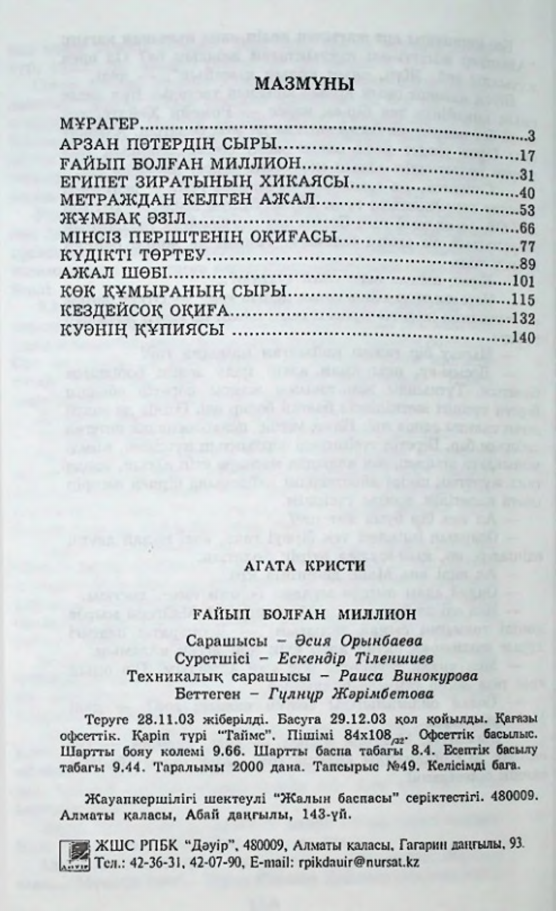 МАЗМҰНЫ
МҰРАГЕР...3
АРЗАН ПӘТЕРДІҢ СЫРЫ...17
ҒАЙЫП БОЛҒАН МИЛЛИОН...31
ЕГИПЕТ ЗИРАТЫНЫҢ ХИКАЯСЫ...40
МЕТРАЖДАН КЕЛГЕН АЖАЛ...53
ЖҰМБАҚ ӘЗІЛ...66
МІНСІЗ ПЕРІШТЕНІҢ ОҚИҒАСЫ...77
КҮДІКТІ ТӨРТЕУ...89
АЖАЛ ШӨБІ...101
КӨК ҚҰМЫРАНЫҢ СЫРЫ...115
КЕЗДЕЙСОҚ ОҚИҒА...132
КУӘНІҢ ҚҰПИЯСЫ...140
АГАТА КРИСТИ
ҒАЙЫП БОЛҒАН МИЛЛИОН
Сарашысы – Әсия Орынбаева
Суретшісі – Ескендір Тіленшиев
Техникалық сарашысы – Раиса Винокурова
Беттеген – Гүлнұр Жәрімбетова
Теруге 28.11.03 жіберілді. Басуға 29.12.03 қол қойылды. Қағазы
офсеттік. Қаріп түрі "Таймс". Пішімі 84х108/32. Офсеттік басылыс.
Шартты бояу көлемі 9.66. Шартты баспа табағы 8.4. Есептік басылу
табағы 9.44. Таралымы 2000 дана. Тапсырыс №49. Келісімді баға.
Жауапкершілігі шектеулі "Жалын баспасы" серіктестігі. 480009.
Алматы қаласы, Абай даңғылы, 143-үй.
ЖШС РПБК "Дәуір", 480009, Алматы қаласы, Гагарин даңғылы, 93.
Тел.: 42-36-31, 42-07-90, E-mail: rpikdauir@nursat.kz